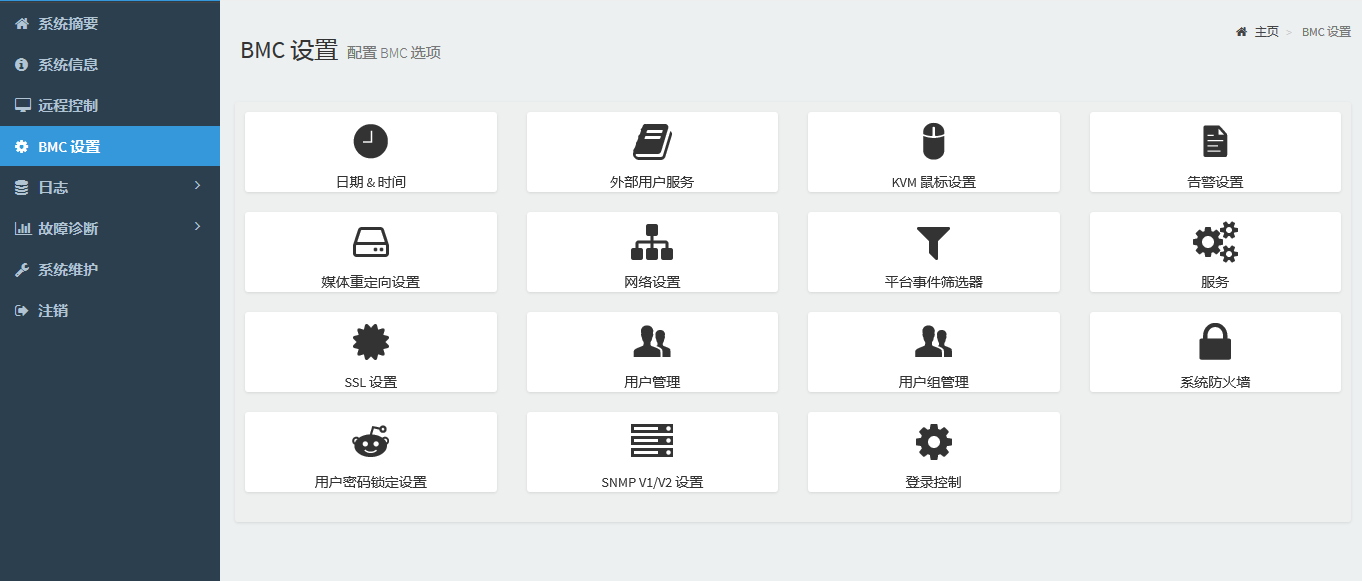 系统摘要
系统信息
远程控制
BMC 设置
日志
故障诊断
系统维护
注销
BMC 设置 配置 BMC 选项
主页 > BMC 设置
日期 & 时间
外部用户服务
KVM 鼠标设置
告警设置
媒体重定向设置
网络设置
平台事件筛选器
服务
SSL 设置
用户管理
用户组管理
系统防火墙
用户密码锁定设置
SNMP V1/V2 设置
登录控制